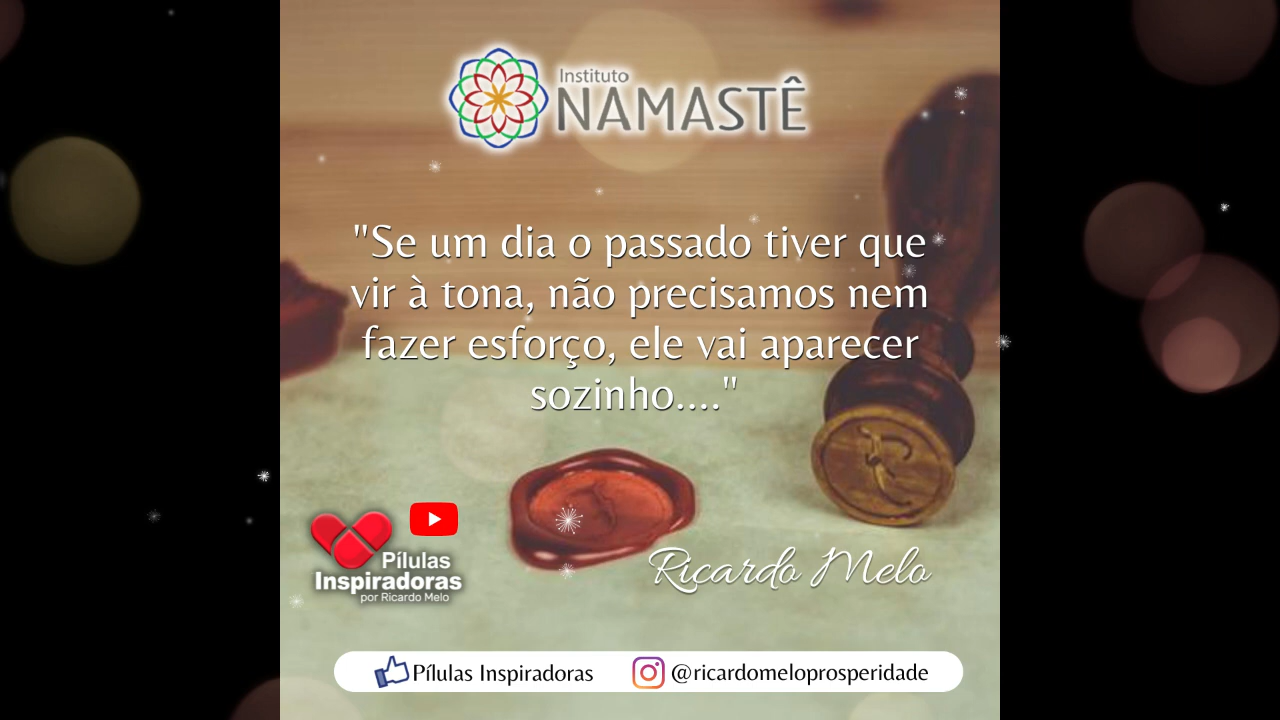 Instituto
NAMASTÊ
"Se um dia o passado tiver que
vir à tona, não precisamos nem
fazer esforço, ele vai aparecer
sozinho...."
Pílulas
Inspiradoras
por Ricardo Melo
Ricardo Melo
Pílulas Inspiradoras
@ricardomeloprosperidade